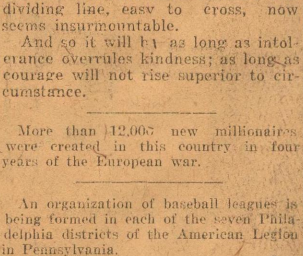 dividing line, easy to cross, now
seems insurmountable.
And so it will be as long as intol-
erance overrules kindness; as long as
courage will not rise superior to cir-
cumstance.
More than 12,000 new millionaires
were created in this country in four
years of the European war.
An organization of baseball leagues is
being formed in each of the seven Phila-
delphia districts of the American Legion
in Pennsylvania.